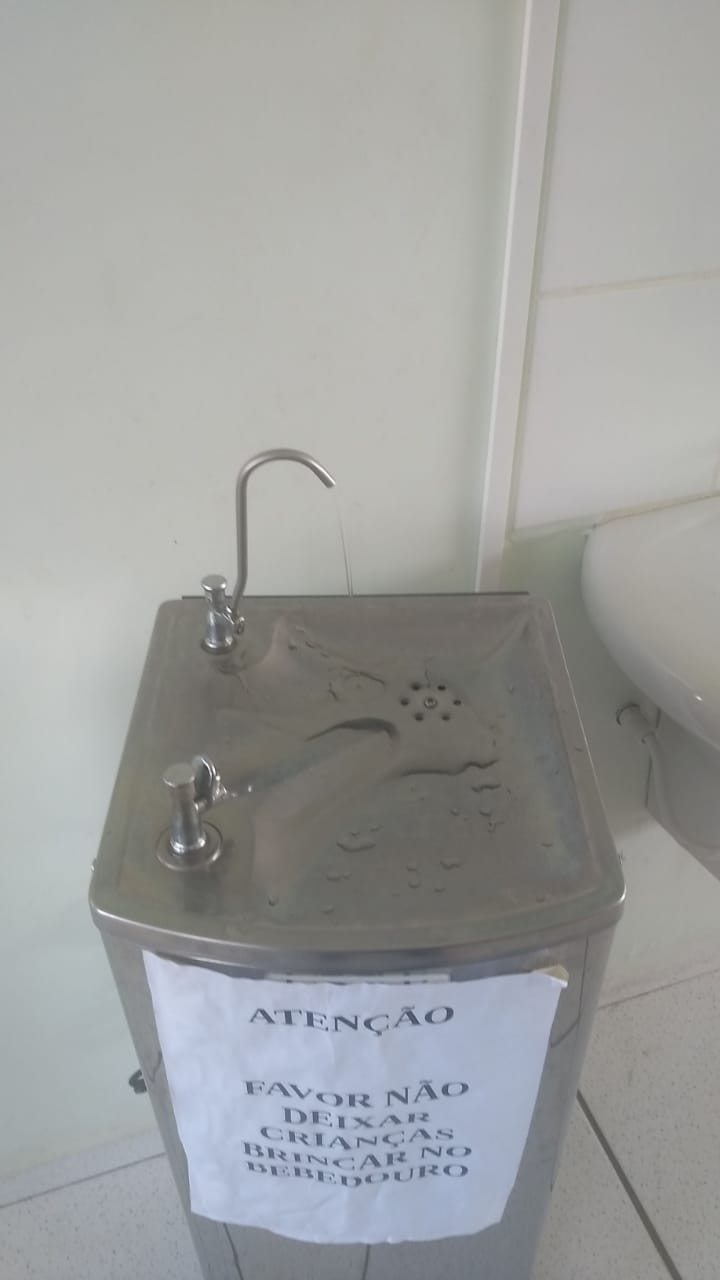 ATENÇÃO
FAVOR NÃO
DEIXAR
CRIANÇAS
BRINCAR NO
BEBEDOURO